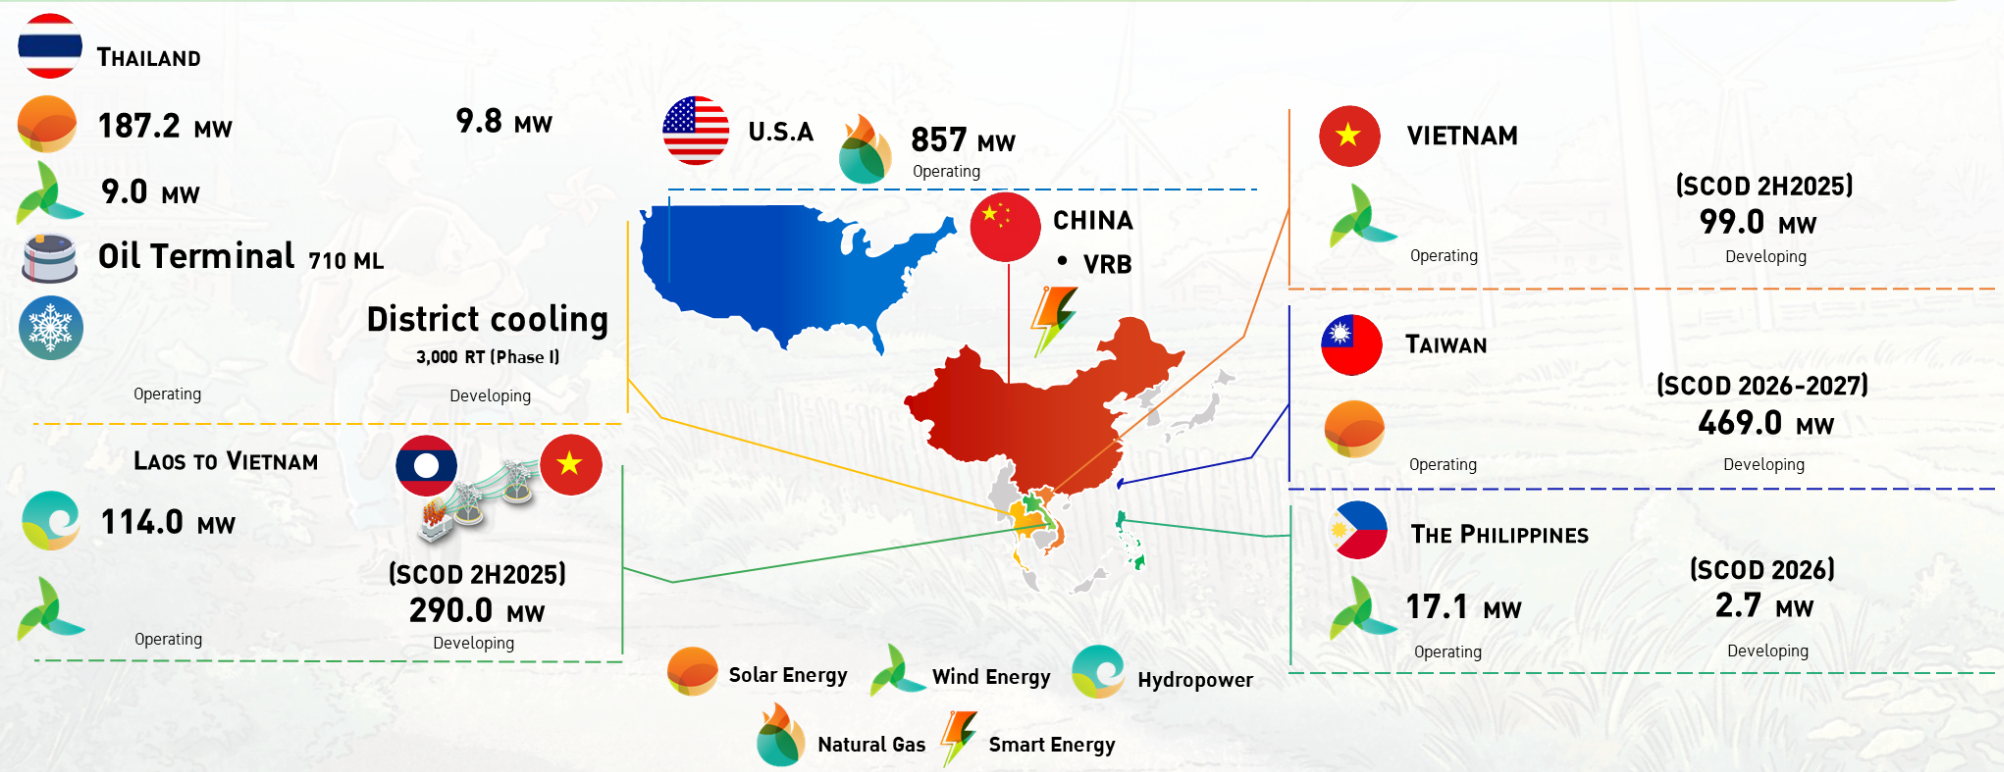 THAILAND
187.2 MW
9.8 MW
9.0 MW
Oil Terminal 710 ML
District cooling
3,000 RT (Phase I)
Operating
Developing
LAOS TO VIETNAM
114.0 MW
(SCOD 2H2025)
290.0 MW
Operating
Developing
U.S.A
857 MW
Operating
CHINA
• VRB
VIETNAM
(SCOD 2H2025)
99.0 MW
Operating
Developing
TAIWAN
(SCOD 2026-2027)
469.0 MW
Operating
Developing
THE PHILIPPINES
(SCOD 2026)
17.1 MW
2.7 MW
Operating
Developing
Solar Energy
Wind Energy
Hydropower
Natural Gas
Smart Energy